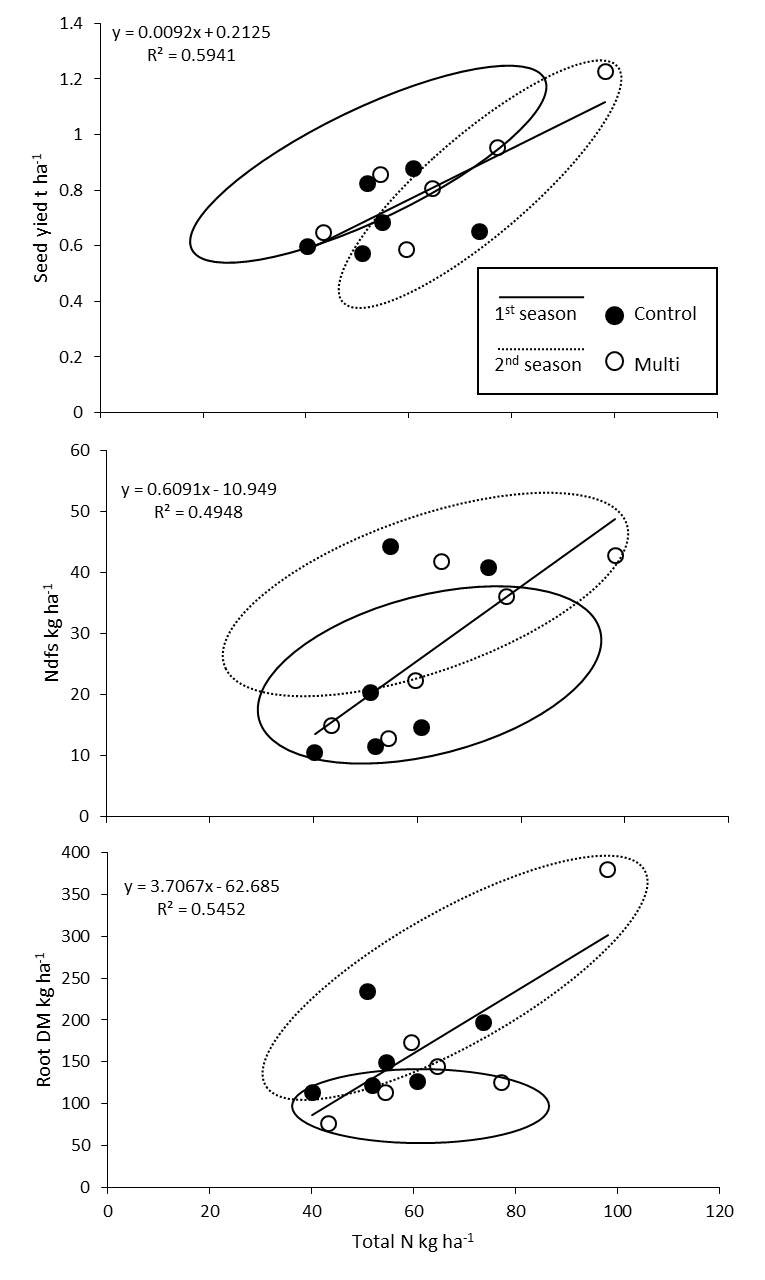 1.4
y = 0.0092x + 0.2125
R² = 0.5941
1.2
1
0.8
0.6
0.4
0.2
0
Seed yied t ha⁻¹
1ˢᵗ season
Control
2ⁿᵈ season
Multi
60
y = 0.6091x - 10.949
R² = 0.4948
50
40
30
20
10
0
Ndfs kg ha⁻¹
400
y = 3.7067x - 62.685
R² = 0.5452
350
300
250
200
150
100
50
0
Root DM kg ha⁻¹
0 20 40 60 80 100 120
Total N kg ha⁻¹